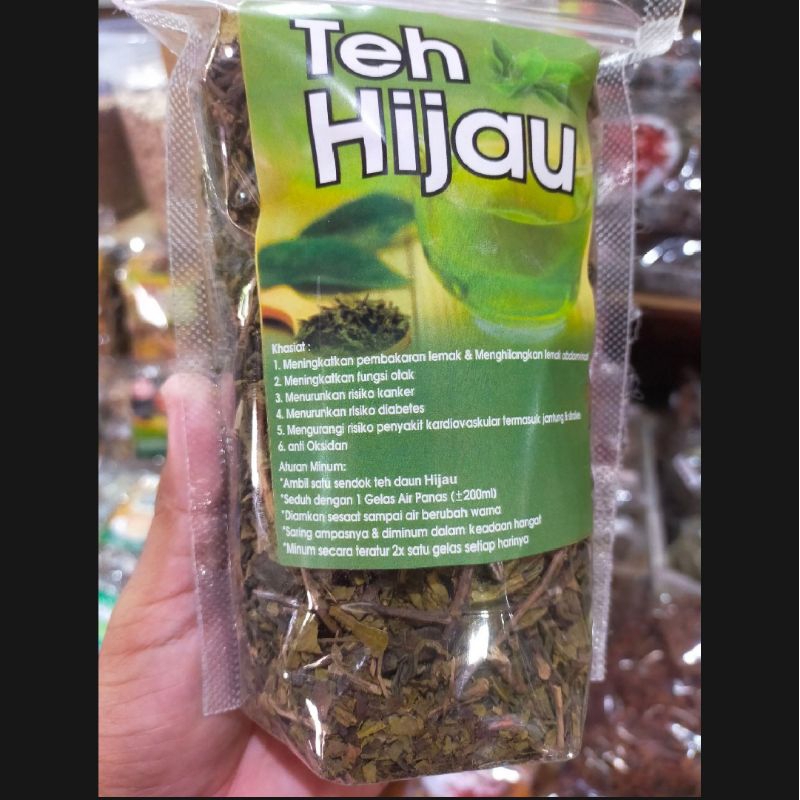 Teh
Hijau
Khasiat :
1. Meningkatkan pembakaran lemak & Menghilangkan lemak abdominal
2. Meningkatkan fungsi otak
3. Menurunkan risiko kanker
4. Menurunkan risiko diabetes
5. Mengurangi risiko penyakit kardiovaskular termasuk jantung & stroke
6. anti Oksidan
Aturan Minum:
*Ambil satu sendok teh daun Hijau
*Seduh dengan 1 Gelas Air Panas (±200ml)
*Diamkan sesaat sampai air berubah warna
*Saring ampasnya & diminum dalam keadaan hangat
*Minum secara teratur 2x satu gelas setiap harinya